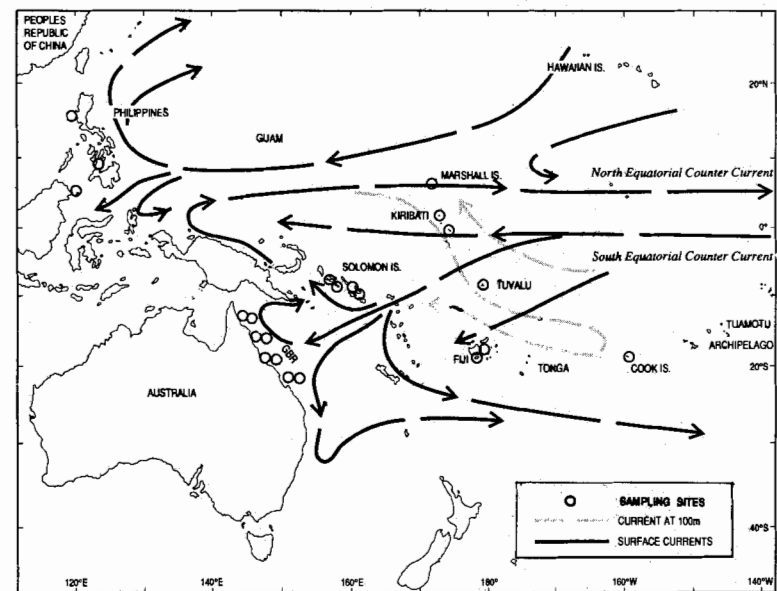 PEOPLES
REPUBLIC
OF CHINA
HAWAIIAN IS.
20°N
PHILIPPINES
GUAM
MARSHALL IS.
North Equatorial Counter Current
KIRIBATI
0°
South Equatorial Counter Current
SOLOMON IS.
TUVALU
TUAMOTU
ARCHIPELAGO
GBR
FIJI
TONGA
COOK IS.
20°S
AUSTRALIA
SAMPLING SITES
CURRENT AT 100m
SURFACE CURRENTS
40°S
120°E
140°E
160°E
180°
160°W
140°W